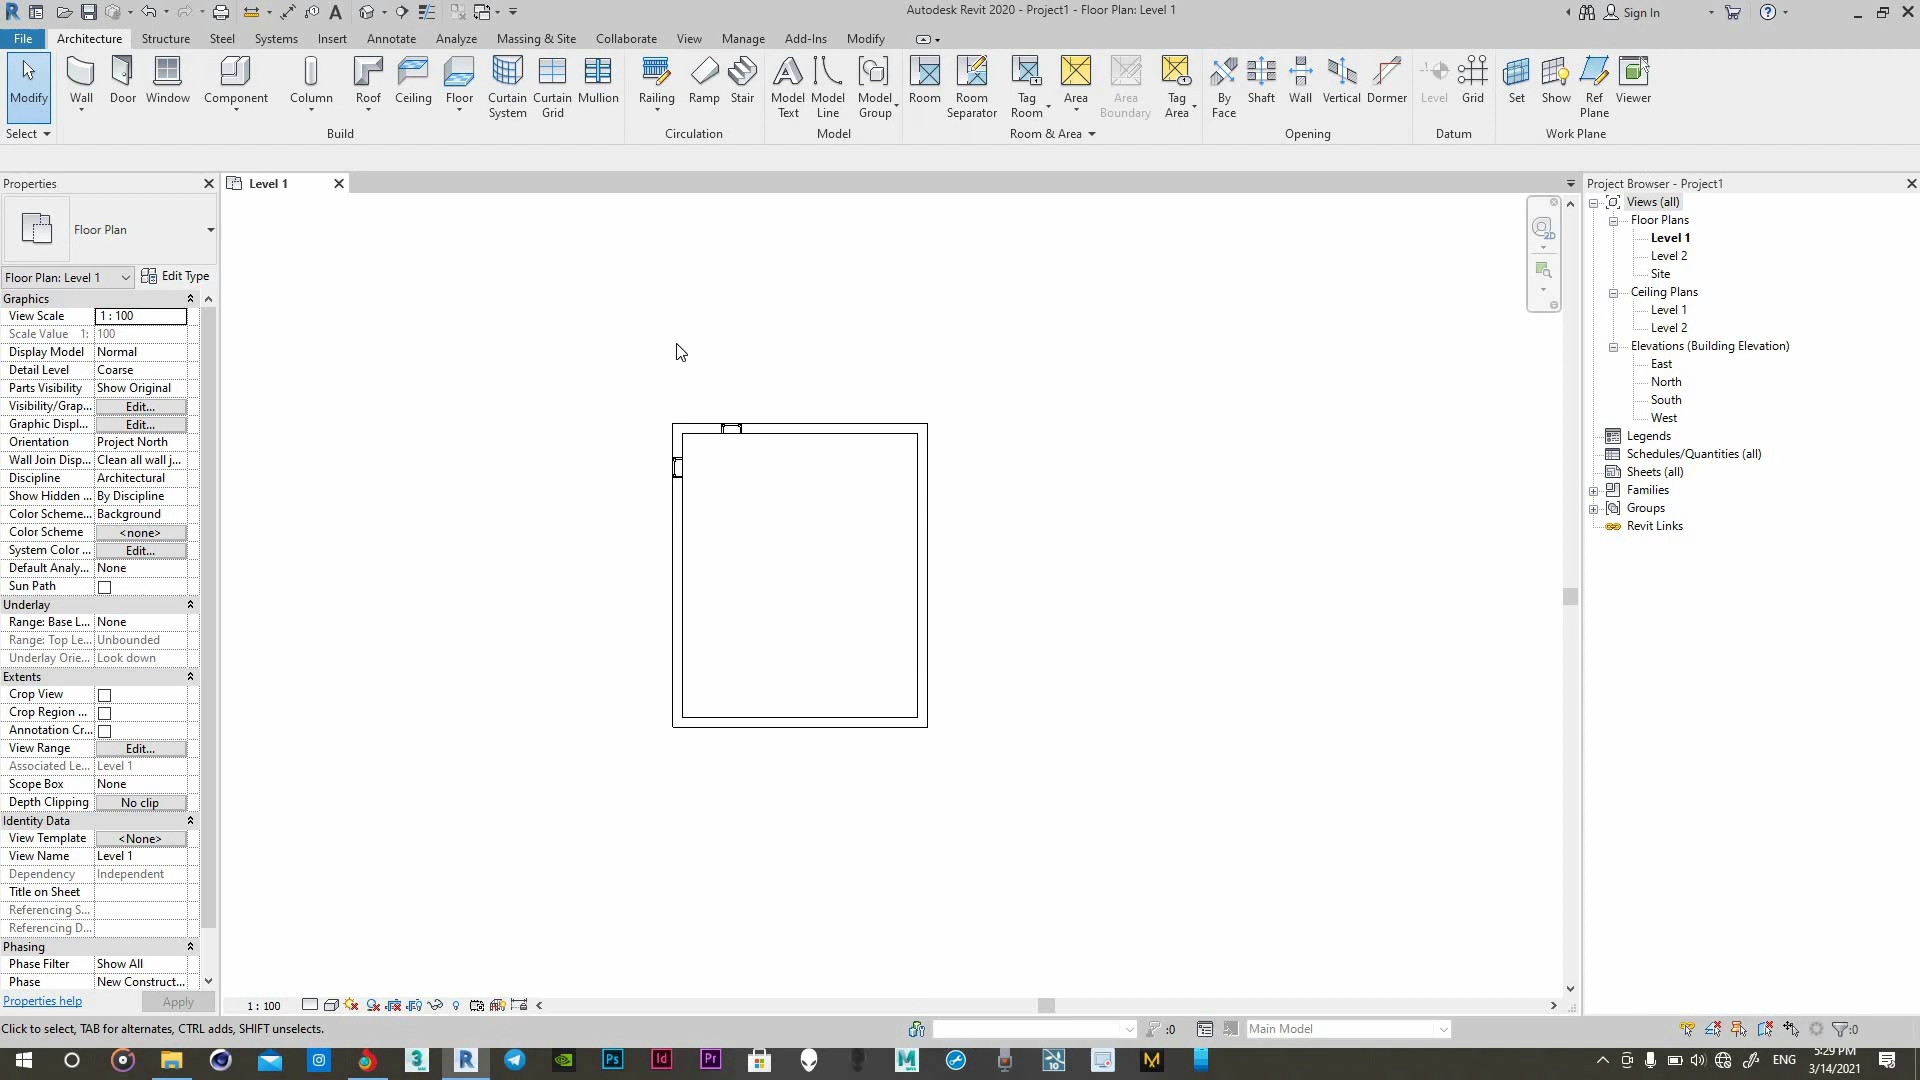 Autodesk Revit 2020 - Project1 - Floor Plan: Level 1
Sign In
File
Architecture
Structure
Steel
Systems
Insert
Annotate
Analyze
Massing & Site
Collaborate
View
Manage
Add-Ins
Modify
Modify
Wall
Door
Window
Component
Column
Roof
Ceiling
Floor
Curtain System
Curtain Grid
Mullion
Railing
Ramp
Stair
Model Text
Model Line
Model Group
Room
Room Separator
Tag Room
Area
Area Boundary
Tag Area
By Face
Shaft
Wall
Vertical
Dormer
Level
Grid
Set
Show
Ref Plane
Viewer
Select
Build
Circulation
Model
Room & Area
Opening
Datum
Work Plane
Properties
Floor Plan
Floor Plan: Level 1
Edit Type
Graphics
View Scale 1 : 100
Scale Value 1: 100
Display Model Normal
Detail Level Coarse
Parts Visibility Show Original
Visibility/Grap... Edit...
Graphic Displ... Edit...
Orientation Project North
Wall Join Disp... Clean all wall j...
Discipline Architectural
Show Hidden ... By Discipline
Color Scheme... Background
Color Scheme <none>
System Color ... Edit...
Default Analy... None
Sun Path
Underlay
Range: Base L... None
Range: Top Le... Unbounded
Underlay Orie... Look down
Extents
Crop View
Crop Region ...
Annotation Cr...
View Range Edit...
Associated Le... Level 1
Scope Box None
Depth Clipping No clip
Identity Data
View Template <None>
View Name Level 1
Dependency Independent
Title on Sheet
Referencing S...
Referencing D...
Phasing
Phase Filter Show All
Phase New Construct...
Properties help
Apply
Level 1
2D
1 : 100
Project Browser - Project1
Views (all)
Floor Plans
Level 1
Level 2
Site
Ceiling Plans
Level 1
Level 2
Elevations (Building Elevation)
East
North
South
West
Legends
Schedules/Quantities (all)
Sheets (all)
Families
Groups
Revit Links
Click to select, TAB for alternates, CTRL adds, SHIFT unselects.
:0
Main Model
:0
Ps
Id
Pr
ENG
5:29 PM
3/14/2021